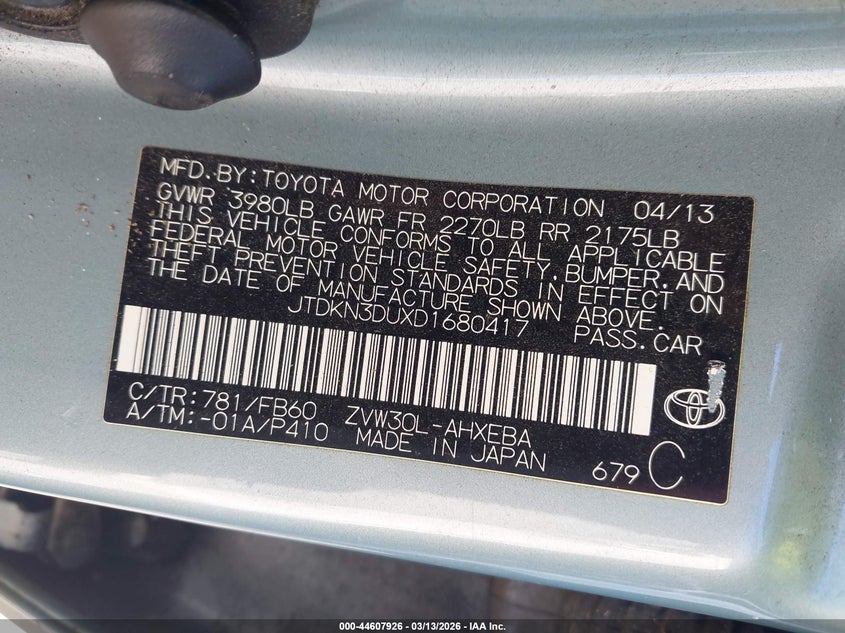 MFD.BY:TOYOTA MOTOR CORPORATION 04/13
GVWR 3980LB GAWR FR 2270LB RR 2175LB
THIS VEHICLE CONFORMS TO ALL APPLICABLE
FEDERAL MOTOR VEHICLE SAFETY,BUMPER,AND
THEFT PREVENTION STANDARDS IN EFFECT ON
THE DATE OF MANUFACTURE SHOWN ABOVE.
JTDKN3DUXD1680417 PASS.CAR
C/TR:781/FB60 ZVW30L-AHXEBA
A/TM:-01A/P410 MADE IN JAPAN
679 C
000-44607926 - 03/13/2026 - IAA Inc.